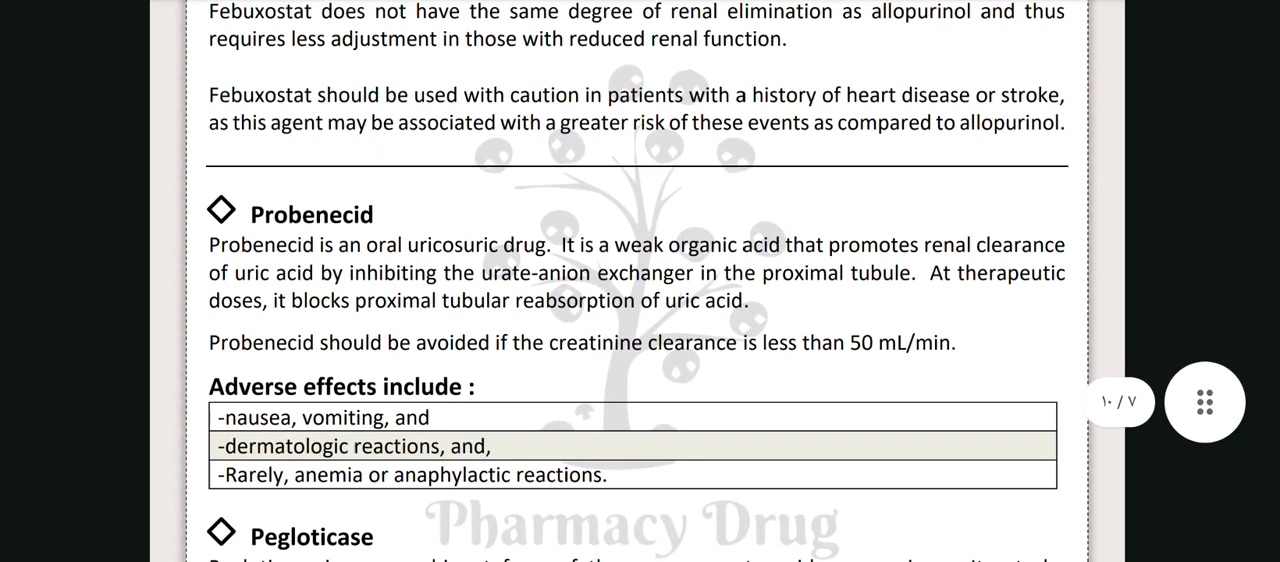 Febuxostat does not have the same degree of renal elimination as allopurinol and thus
requires less adjustment in those with reduced renal function.
Febuxostat should be used with caution in patients with a history of heart disease or stroke,
as this agent may be associated with a greater risk of these events as compared to allopurinol.
Probenecid
Probenecid is an oral uricosuric drug. It is a weak organic acid that promotes renal clearance
of uric acid by inhibiting the urate-anion exchanger in the proximal tubule. At therapeutic
doses, it blocks proximal tubular reabsorption of uric acid.
Probenecid should be avoided if the creatinine clearance is less than 50 mL/min.
Adverse effects include :
-nausea, vomiting, and
-dermatologic reactions, and,
-Rarely, anemia or anaphylactic reactions.
١٠ / ٧
Pharmacy Drug
Pegloticase